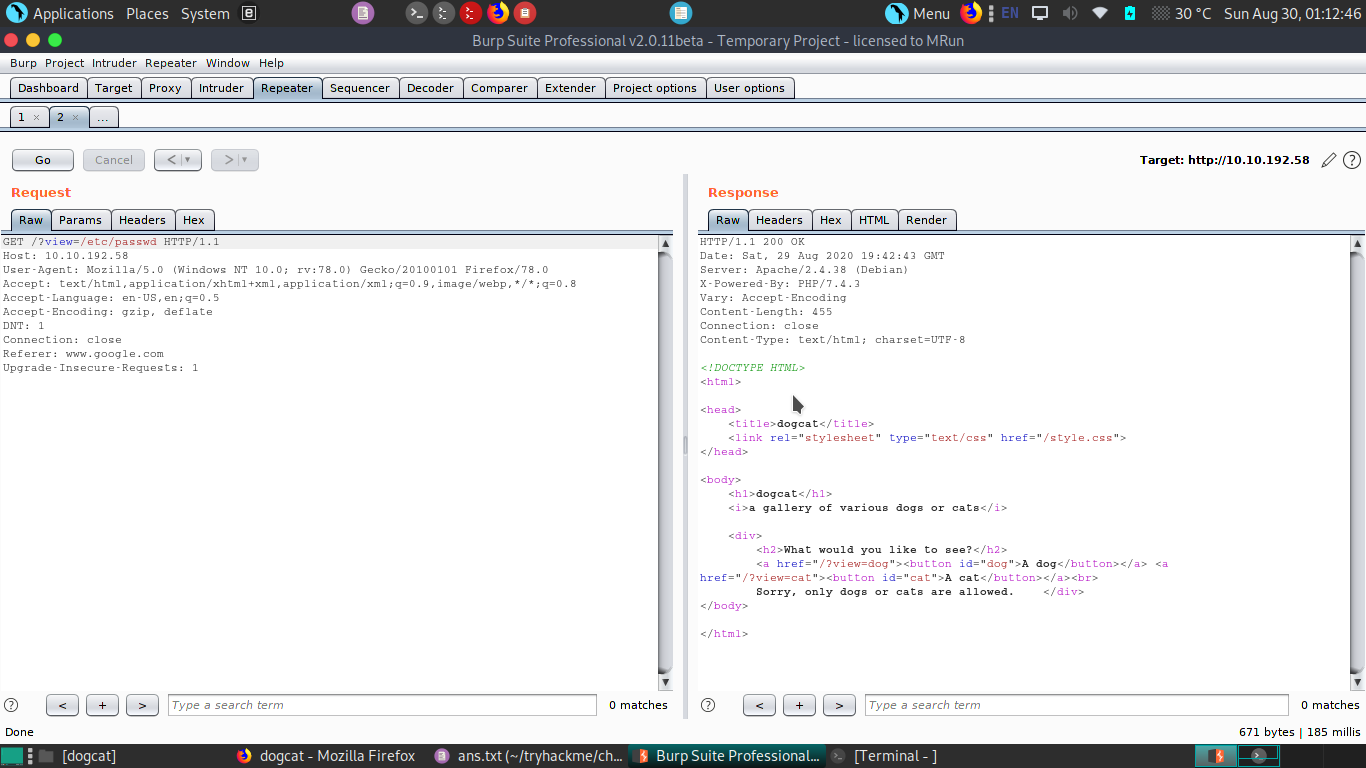 Applications Places System
Menu EN 30 °C Sun Aug 30, 01:12:46
Burp Suite Professional v2.0.11beta - Temporary Project - licensed to MRun
Burp Project Intruder Repeater Window Help
Dashboard Target Proxy Intruder Repeater Sequencer Decoder Comparer Extender Project options User options
1 × 2 × ...
Go Cancel < | ▾ > | ▾ Target: http://10.10.192.58 ?
Request
Raw Params Headers Hex
GET /?view=/etc/passwd HTTP/1.1
Host: 10.10.192.58
User-Agent: Mozilla/5.0 (Windows NT 10.0; rv:78.0) Gecko/20100101 Firefox/78.0
Accept: text/html,application/xhtml+xml,application/xml;q=0.9,image/webp,*/*;q=0.8
Accept-Language: en-US,en;q=0.5
Accept-Encoding: gzip, deflate
DNT: 1
Connection: close
Referer: www.google.com
Upgrade-Insecure-Requests: 1
? < + > Type a search term 0 matches
Response
Raw Headers Hex HTML Render
HTTP/1.1 200 OK
Date: Sat, 29 Aug 2020 19:42:43 GMT
Server: Apache/2.4.38 (Debian)
X-Powered-By: PHP/7.4.3
Vary: Accept-Encoding
Content-Length: 455
Connection: close
Content-Type: text/html; charset=UTF-8
<!DOCTYPE HTML>
<html>
<head>
<title>dogcat</title>
<link rel="stylesheet" type="text/css" href="/style.css">
</head>
<body>
<h1>dogcat</h1>
<i>a gallery of various dogs or cats</i>
<div>
<h2>What would you like to see?</h2>
<a href="/?view=dog"><button id="dog">A dog</button></a> <a
href="/?view=cat"><button id="cat">A cat</button></a><br>
Sorry, only dogs or cats are allowed. </div>
</body>
</html>
? < + > Type a search term 0 matches
Done 671 bytes | 185 millis
[dogcat] dogcat - Mozilla Firefox ans.txt (~/tryhackme/ch... Burp Suite Professional... [Terminal - ]